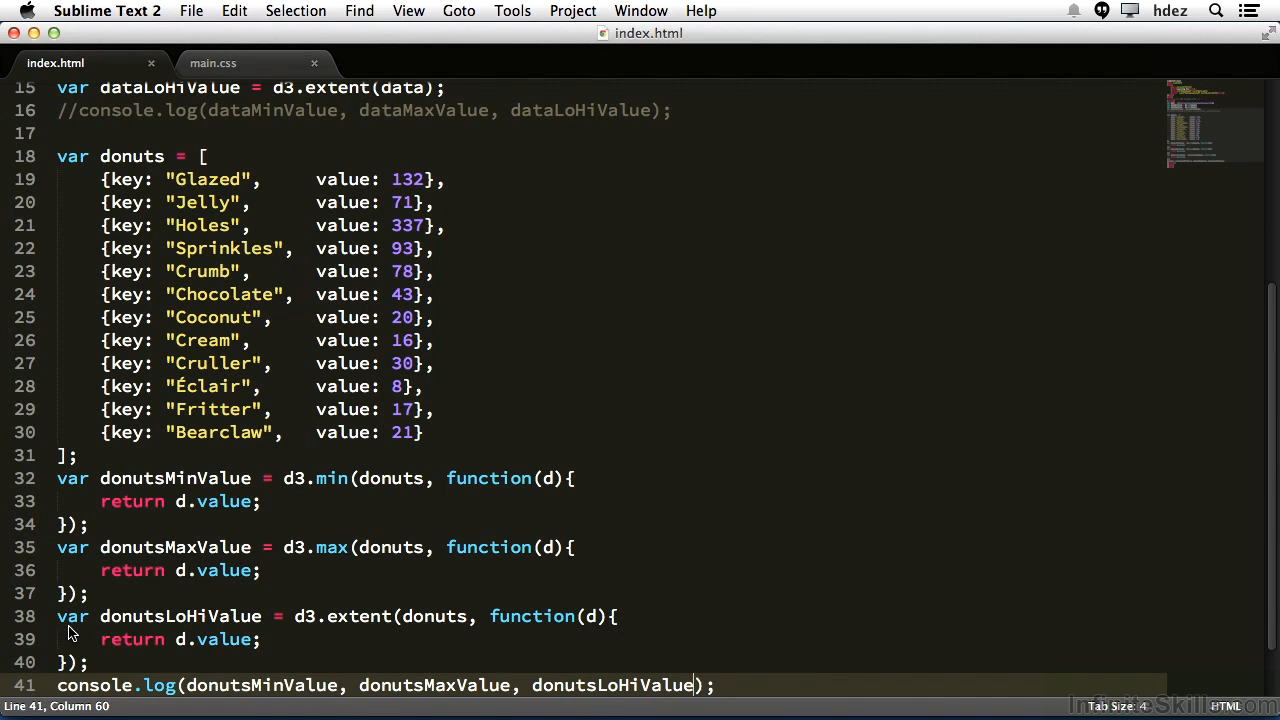 Sublime Text 2 File Edit Selection Find View Goto Tools Project Window Help hdez
index.html
index.html × main.css ×
15 var dataLoHiValue = d3.extent(data);
16 //console.log(dataMinValue, dataMaxValue, dataLoHiValue);
17
18 var donuts = [
19 {key: "Glazed", value: 132},
20 {key: "Jelly", value: 71},
21 {key: "Holes", value: 337},
22 {key: "Sprinkles", value: 93},
23 {key: "Crumb", value: 78},
24 {key: "Chocolate", value: 43},
25 {key: "Coconut", value: 20},
26 {key: "Cream", value: 16},
27 {key: "Cruller", value: 30},
28 {key: "Éclair", value: 8},
29 {key: "Fritter", value: 17},
30 {key: "Bearclaw", value: 21}
31 ];
32 var donutsMinValue = d3.min(donuts, function(d){
33 return d.value;
34 });
35 var donutsMaxValue = d3.max(donuts, function(d){
36 return d.value;
37 });
38 var donutsLoHiValue = d3.extent(donuts, function(d){
39 return d.value;
40 });
41 console.log(donutsMinValue, donutsMaxValue, donutsLoHiValue);
Line 41, Column 60 Tab Size: 4 HTML
InfiniteSkills.com